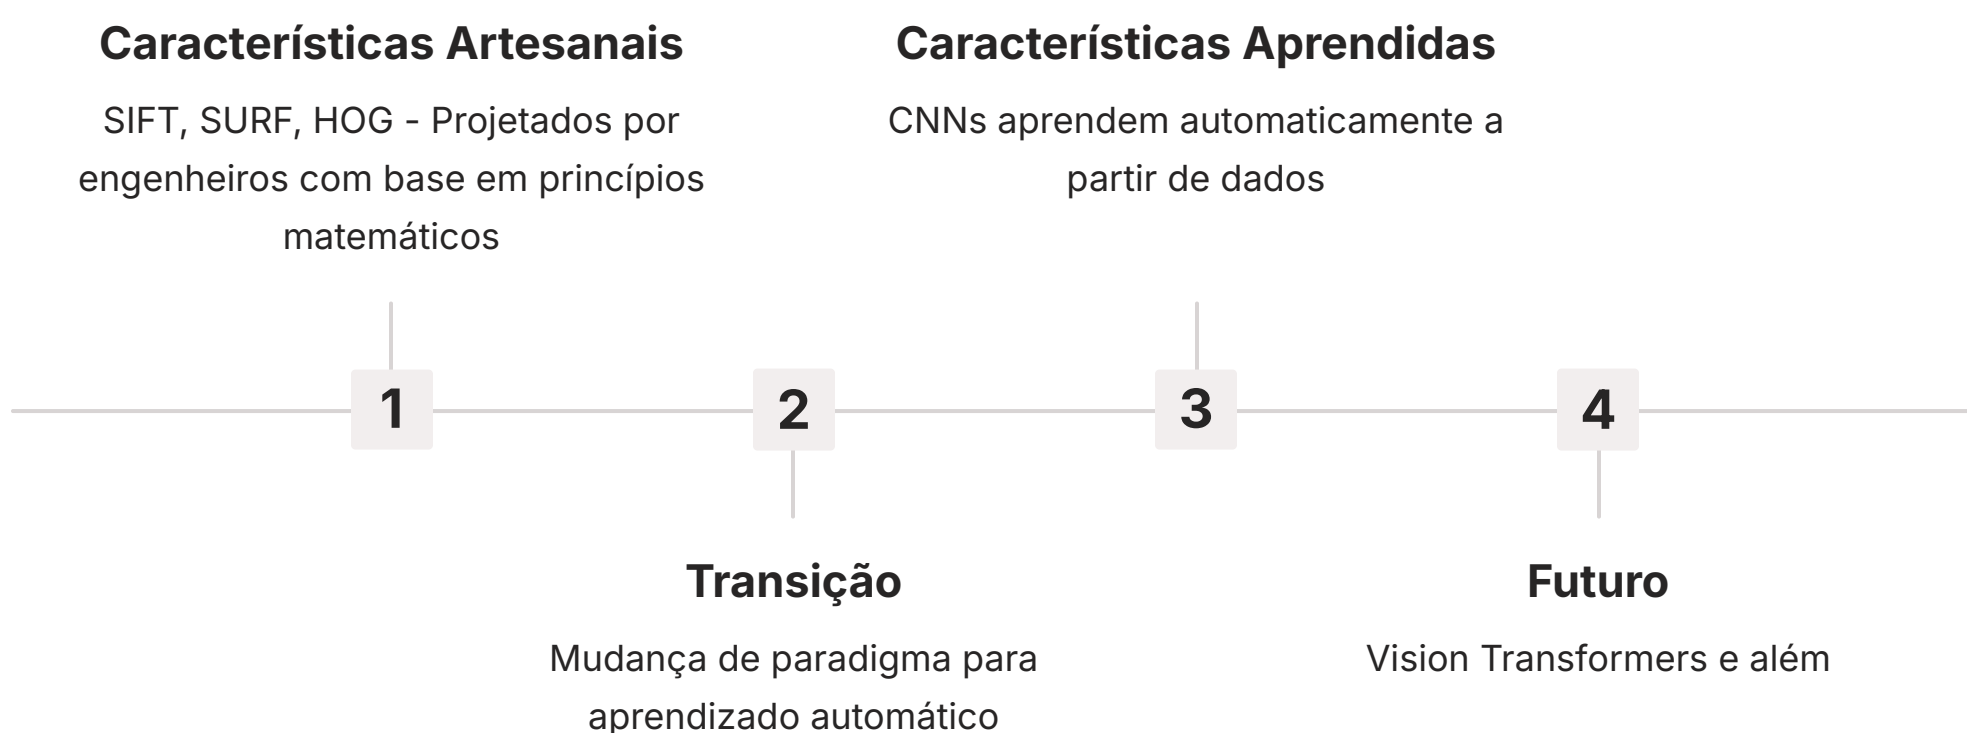 Características Artesanais
SIFT, SURF, HOG - Projetados por
engenheiros com base em princípios
matemáticos
1
2
Transição
Mudança de paradigma para
aprendizado automático
Características Aprendidas
CNNs aprendem automaticamente a
partir de dados
3
4
Futuro
Vision Transformers e além